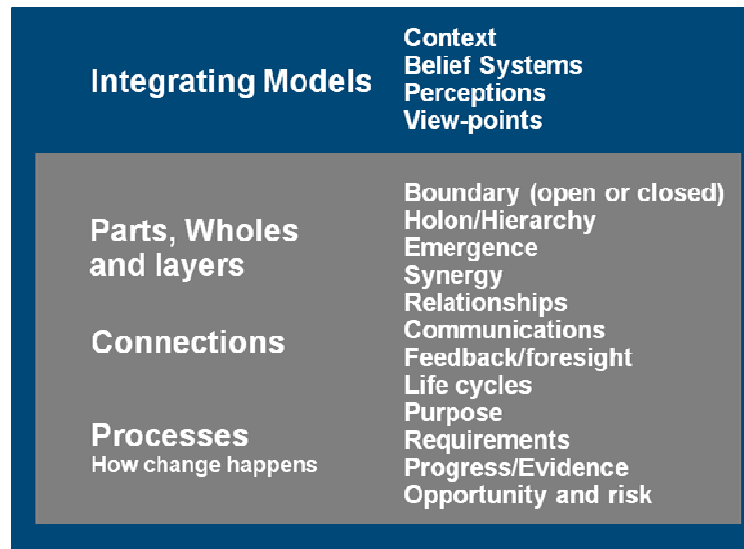 Integrating Models
Context
Belief Systems
Perceptions
View-points
Parts, Wholes
and layers
Boundary (open or closed)
Holon/Hierarchy
Emergence
Synergy
Connections
Relationships
Communications
Feedback/foresight
Processes
How change happens
Life cycles
Purpose
Requirements
Progress/Evidence
Opportunity and risk